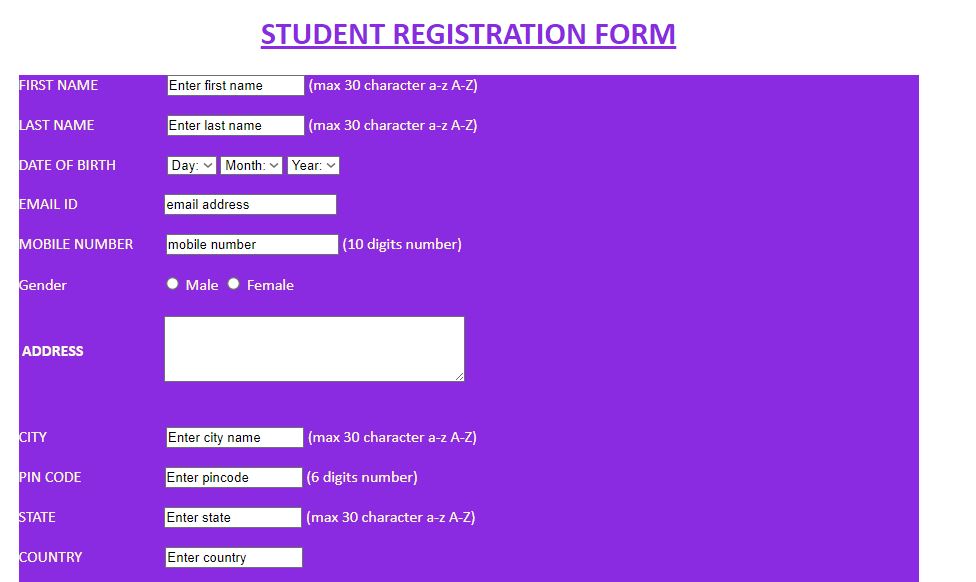 STUDENT REGISTRATION FORM
FIRST NAME Enter first name (max 30 character a-z A-Z)
LAST NAME Enter last name (max 30 character a-z A-Z)
DATE OF BIRTH Day: Month: Year:
EMAIL ID email address
MOBILE NUMBER mobile number (10 digits number)
Gender Male Female
ADDRESS
CITY Enter city name (max 30 character a-z A-Z)
PIN CODE Enter pincode (6 digits number)
STATE Enter state (max 30 character a-z A-Z)
COUNTRY Enter country